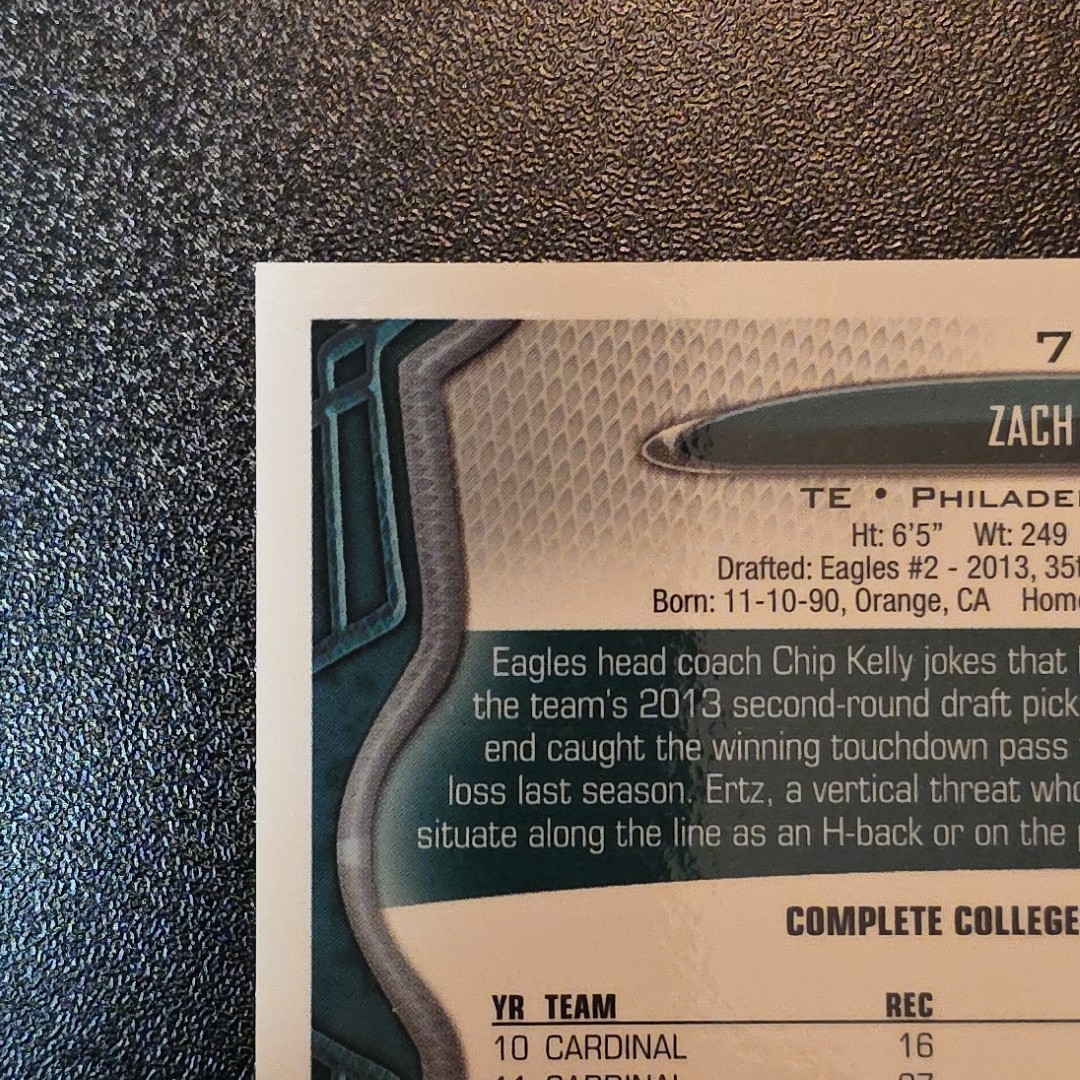 7
ZACH
TE • PHILADE
Ht: 6'5" Wt: 249
Drafted: Eagles #2 - 2013, 35t
Born: 11-10-90, Orange, CA Home
Eagles head coach Chip Kelly jokes that
the team's 2013 second-round draft pick
end caught the winning touchdown pass
loss last season. Ertz, a vertical threat who
situate along the line as an H-back or on the
COMPLETE COLLEGE
YR TEAM REC
10 CARDINAL 16